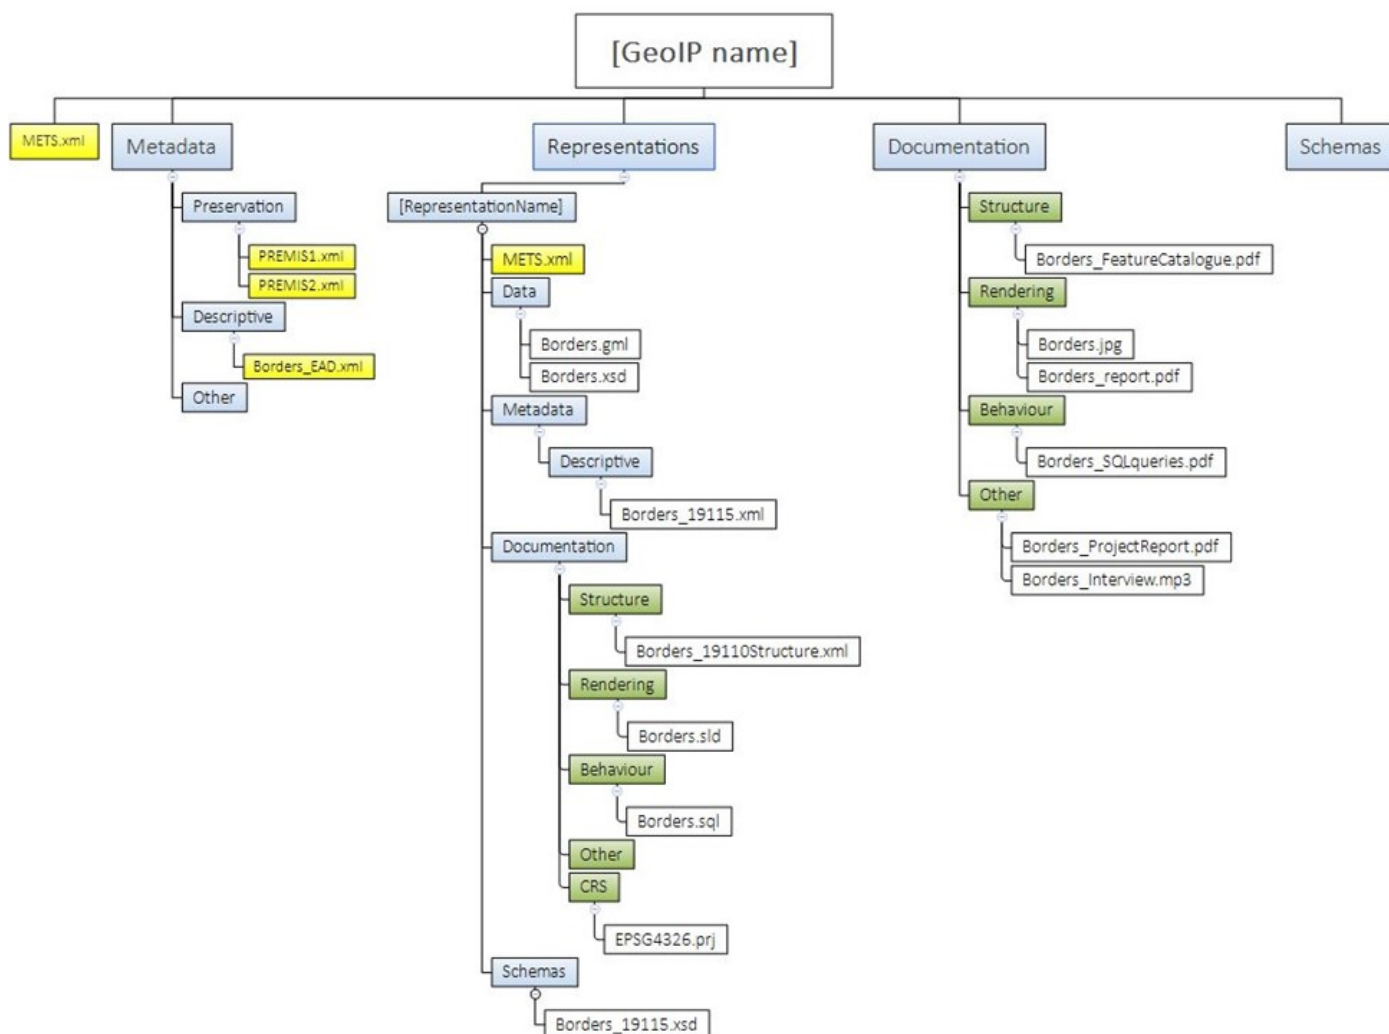 [GeoIP name]
METS.xml
Metadata
Preservation
PREMIS1.xml
PREMIS2.xml
Descriptive
Borders_EAD.xml
Other
Representations
[RepresentationName]
METS.xml
Data
Borders.gml
Borders.xsd
Metadata
Descriptive
Borders_19115.xml
Documentation
Structure
Borders_19110Structure.xml
Rendering
Borders.sld
Behaviour
Borders.sql
Other
CRS
EPSG4326.prj
Schemas
Borders_19115.xsd
Documentation
Structure
Borders_FeatureCatalogue.pdf
Rendering
Borders.jpg
Borders_report.pdf
Behaviour
Borders_SQLqueries.pdf
Other
Borders_ProjectReport.pdf
Borders_Interview.mp3
Schemas